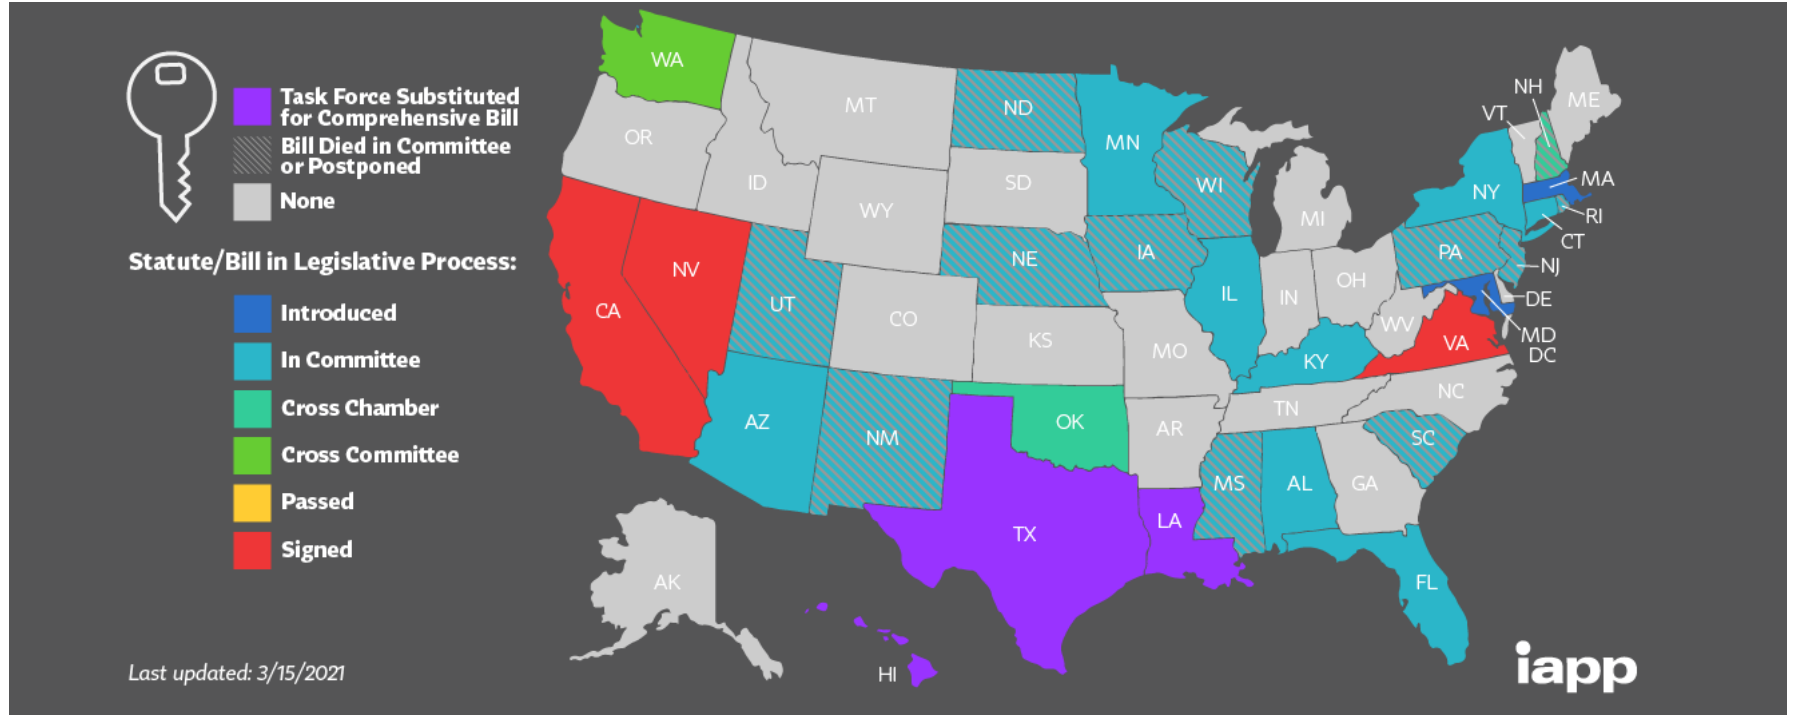 Task Force Substituted
for Comprehensive Bill
Bill Died in Committee
or Postponed
None
Statute/Bill in Legislative Process:
Introduced
In Committee
Cross Chamber
Cross Committee
Passed
Signed
Last updated: 3/15/2021
WA
OR
ID
MT
WY
ND
SD
MN
WI
MI
NH
VT
ME
NY
MA
RI
CT
PA
NJ
DE
MD
DC
CA
NV
UT
CO
NE
KS
IA
MO
IL
IN
OH
WV
KY
VA
AZ
NM
OK
AR
TN
NC
SC
MS
AL
GA
TX
LA
FL
AK
HI
iapp